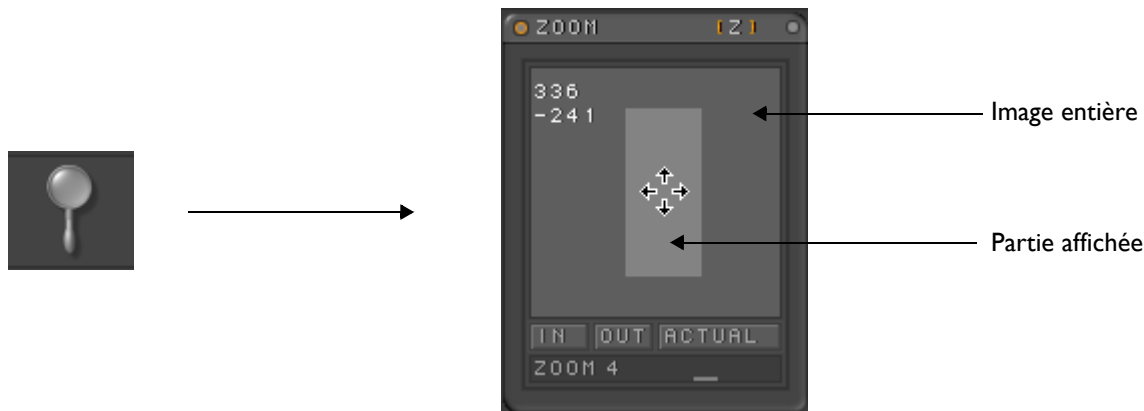 ZOOM [Z]
336
-241
Image entière
Partie affichée
IN OUT ACTUAL
ZOOM 4